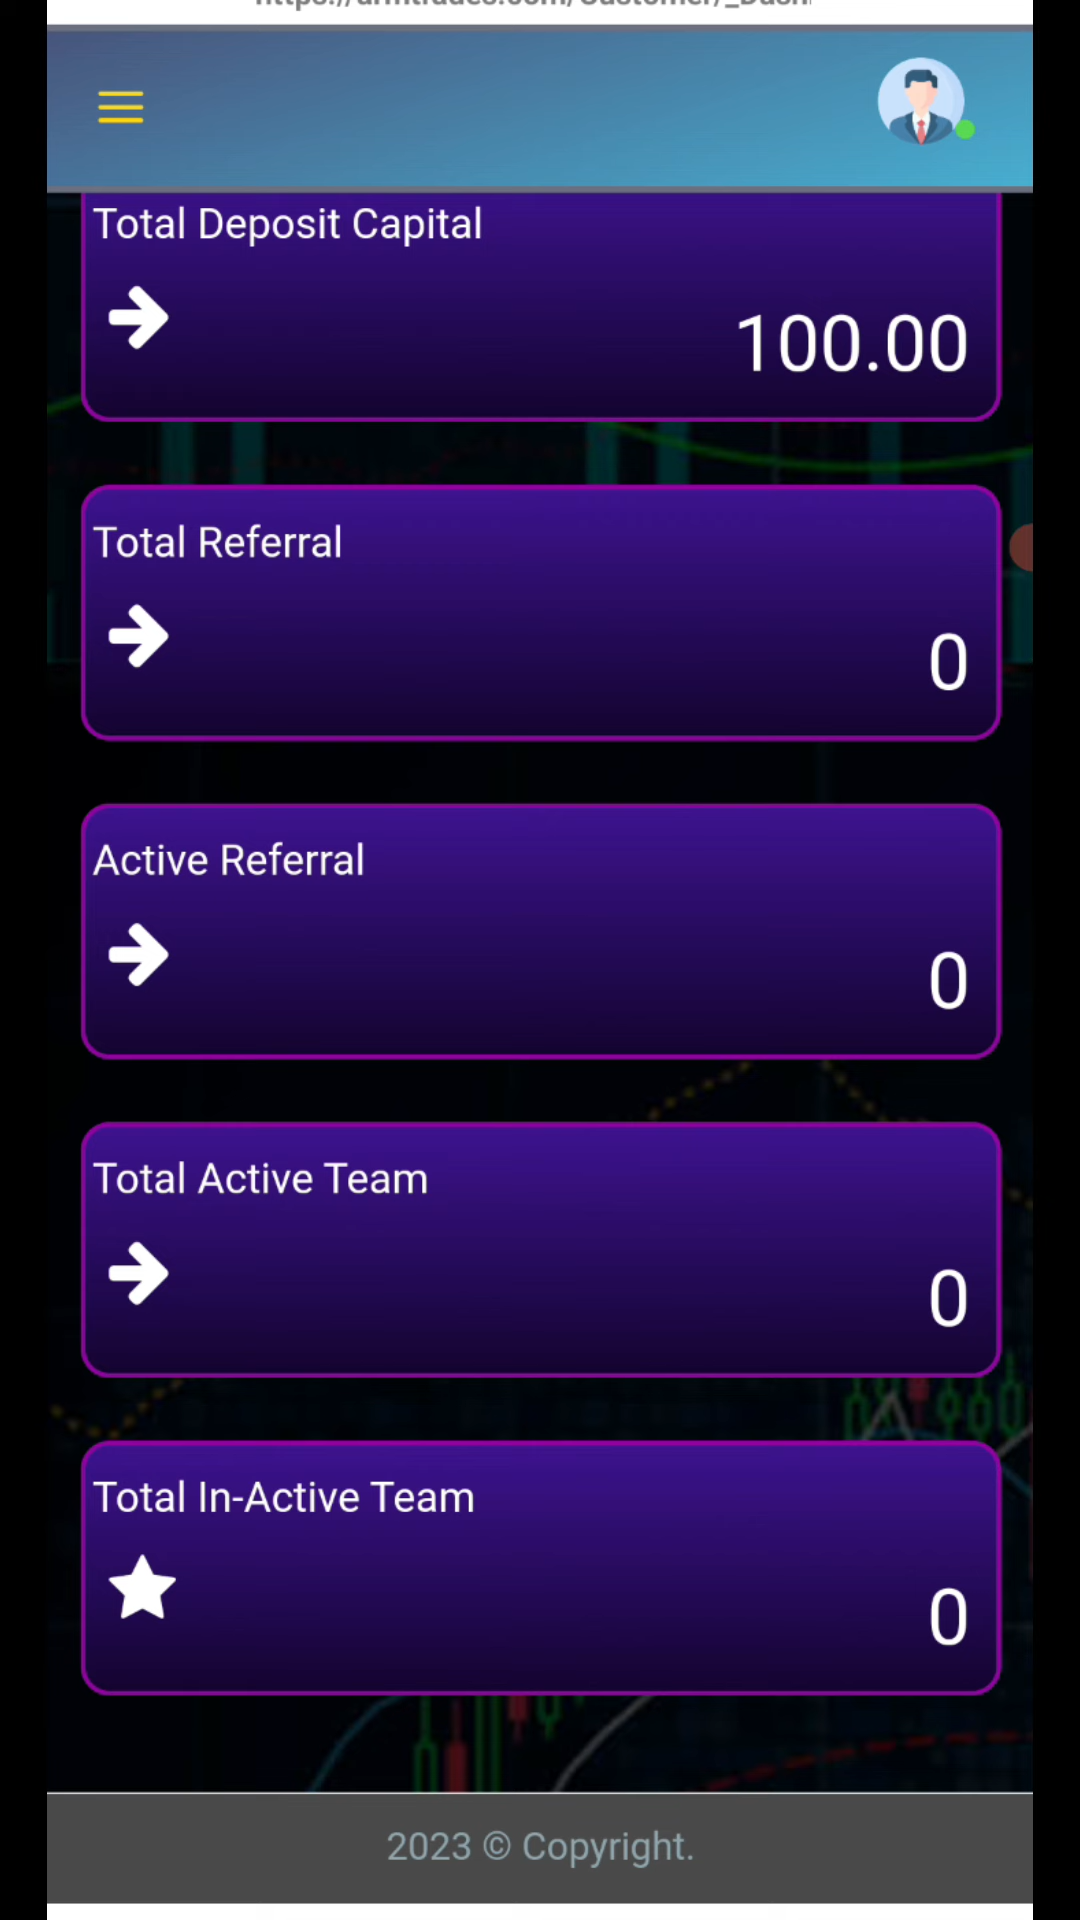 Total Deposit Capital
100.00
Total Referral
0
Active Referral
0
Total Active Team
0
Total In-Active Team
0
2023 © Copyright.